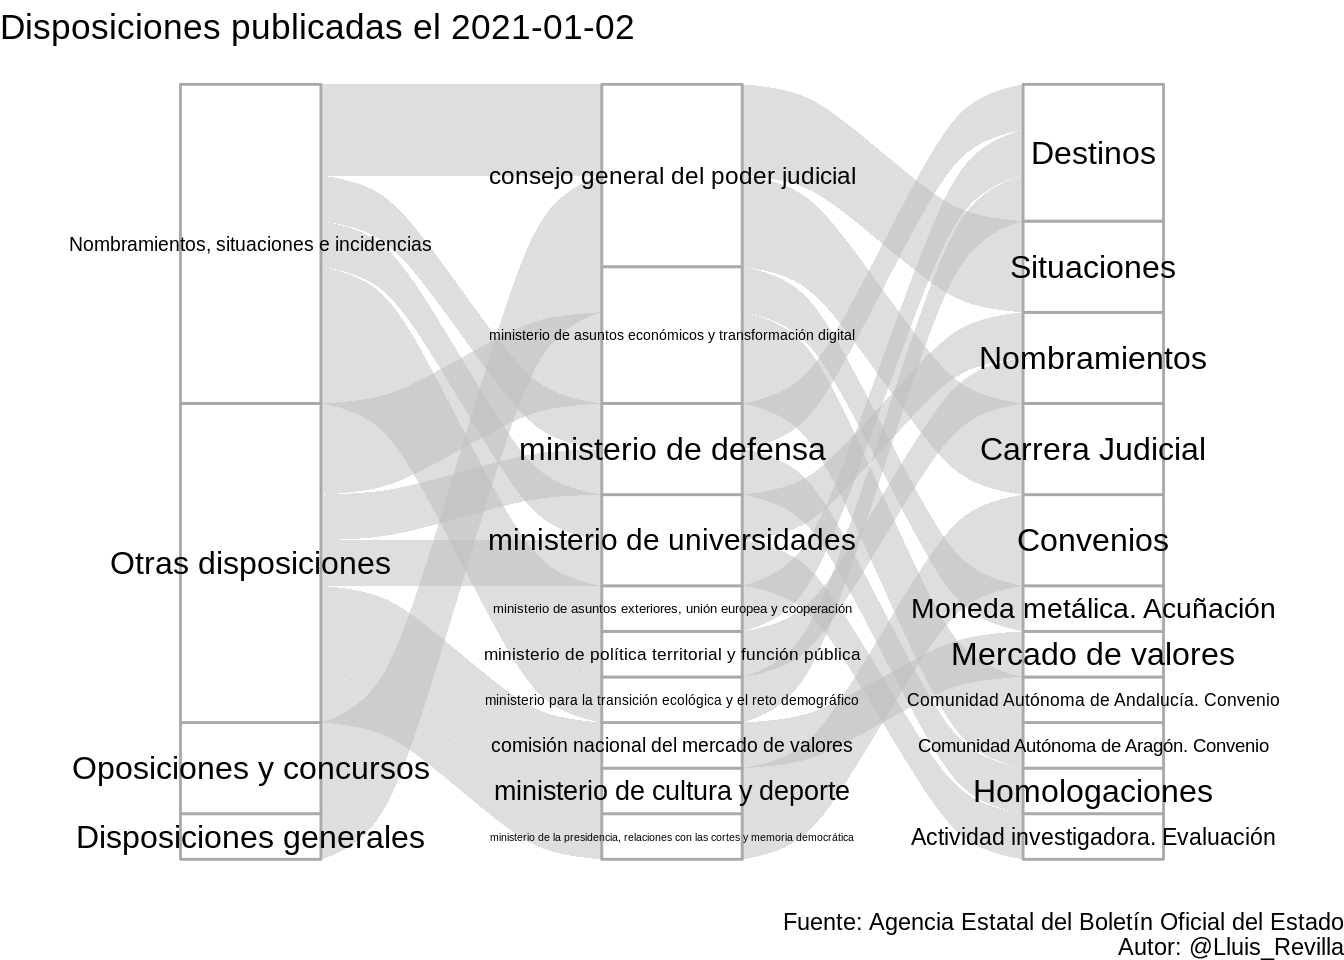 Disposiciones publicadas el 2021-01-02
Nombramientos, situaciones e incidencias
Otras disposiciones
Oposiciones y concursos
Disposiciones generales
consejo general del poder judicial
ministerio de asuntos económicos y transformación digital
ministerio de defensa
ministerio de universidades
ministerio de asuntos exteriores, unión europea y cooperación
ministerio de política territorial y función pública
ministerio para la transición ecológica y el reto demográfico
comisión nacional del mercado de valores
ministerio de cultura y deporte
ministerio de la presidencia, relaciones con las cortes y memoria democrática
Destinos
Situaciones
Nombramientos
Carrera Judicial
Convenios
Moneda metálica. Acuñación
Mercado de valores
Comunidad Autónoma de Andalucía. Convenio
Comunidad Autónoma de Aragón. Convenio
Homologaciones
Actividad investigadora. Evaluación
Fuente: Agencia Estatal del Boletín Oficial del Estado
Autor: @Lluis_Revilla